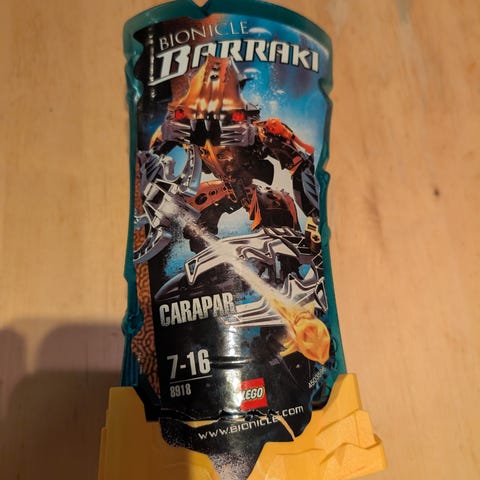 BIONICLE
BARRAKI
CARAPAR
7-16
8918
LEGO
WWW.BIONICLE.COM